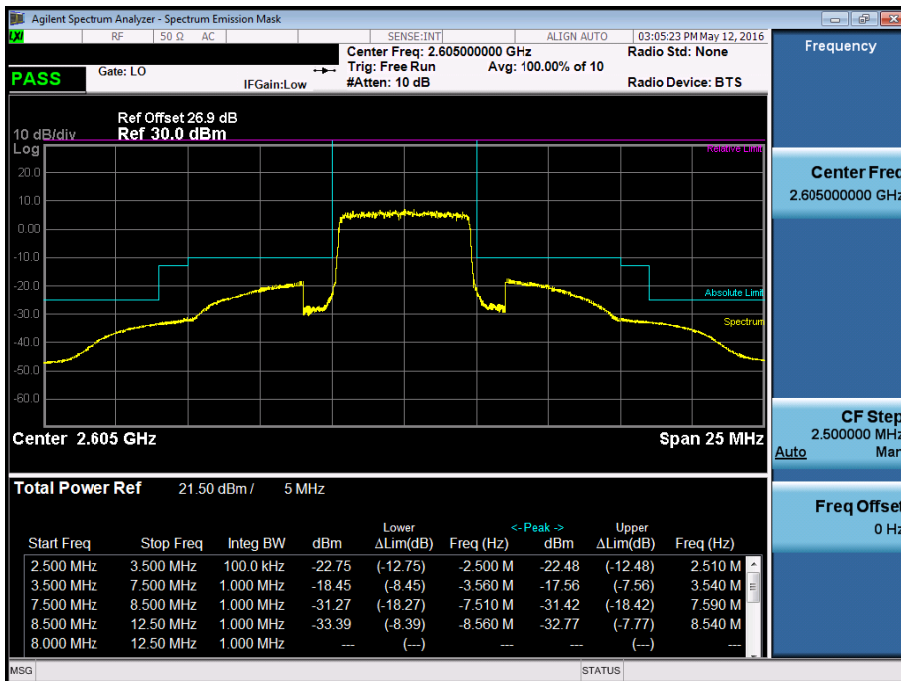 Agilent Spectrum Analyzer - Spectrum Emission Mask
LXI RF 50 Ω AC SENSE:INT ALIGN AUTO 03:05:23 PM May 12, 2016
Center Freq: 2.605000000 GHz Radio Std: None
PASS Gate: LO Trig: Free Run Avg: 100.00% of 10
IFGain:Low #Atten: 10 dB Radio Device: BTS
Ref Offset 26.9 dB
10 dB/div Ref 30.0 dBm
Log
Relative Limit
20.0
10.0
0.00
-10.0
-20.0
Absolute Limit
-30.0
Spectrum
-40.0
-50.0
-60.0
Center 2.605 GHz Span 25 MHz
Total Power Ref 21.50 dBm / 5 MHz
Lower <- Peak -> Upper
Start Freq Stop Freq Integ BW dBm ΔLim(dB) Freq (Hz) dBm ΔLim(dB) Freq (Hz)
2.500 MHz 3.500 MHz 100.0 kHz -22.75 (-12.75) -2.500 M -22.48 (-12.48) 2.510 M
3.500 MHz 7.500 MHz 1.000 MHz -18.45 (-8.45) -3.560 M -17.56 (-7.56) 3.540 M
7.500 MHz 8.500 MHz 1.000 MHz -31.27 (-18.27) -7.510 M -31.42 (-18.42) 7.590 M
8.500 MHz 12.50 MHz 1.000 MHz -33.39 (-8.39) -8.560 M -32.77 (-7.77) 8.540 M
8.000 MHz 12.50 MHz 1.000 MHz --- (---) --- --- (---) ---
MSG STATUS
Frequency
Center Freq
2.605000000 GHz
CF Step
2.500000 MHz
Auto Man
Freq Offset
0 Hz